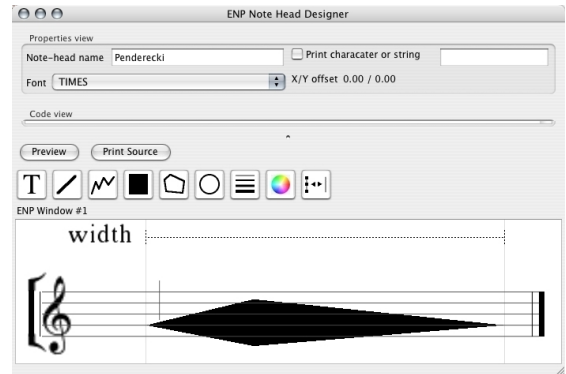 ENP Note Head Designer
Properties view
Note-head name Penderecki Print characater or string
Font TIMES X/Y offset 0.00 / 0.00
Code view
Preview Print Source
T
ENP Window #1
width